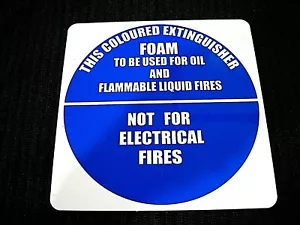 THIS COLOURED EXTINGUISHER
FOAM
TO BE USED FOR OIL
AND
FLAMMABLE LIQUID FIRES
NOT FOR
ELECTRICAL
FIRES